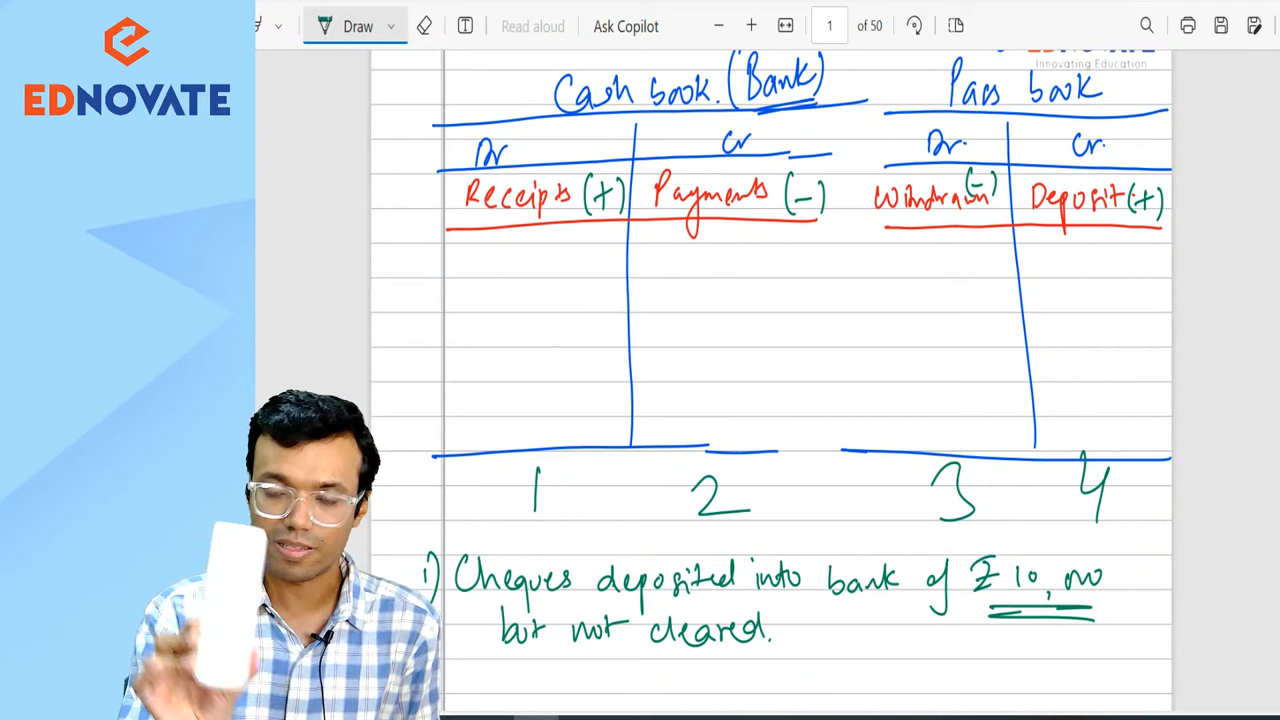 Draw
Read aloud
Ask Copilot
1
of 50
EDNOVATE
EDNOVATE
Innovating Education
Cash book. (Bank)
Pass book
Dr
Cr
Dr.
Cr.
Receipts (+)
Payments (-)
Withdrawn (-)
Deposit (+)
1 2 3 4
1) Cheques deposited into bank of ₹ 10,000
but not cleared.